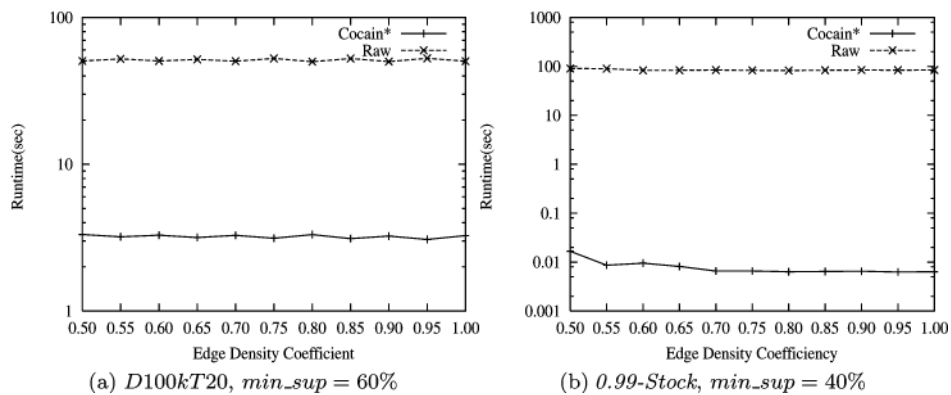 100
10
1
Runtime(sec)
Cocain*
Raw
0.50 0.55 0.60 0.65 0.70 0.75 0.80 0.85 0.90 0.95 1.00
Edge Density Coefficient
(a) D100kT20, min_sup = 60%
1000
100
10
1
0.1
0.01
0.001
Runtime(sec)
Cocain*
Raw
0.50 0.55 0.60 0.65 0.70 0.75 0.80 0.85 0.90 0.95 1.00
Edge Density Coefficiency
(b) 0.99-Stock, min_sup = 40%